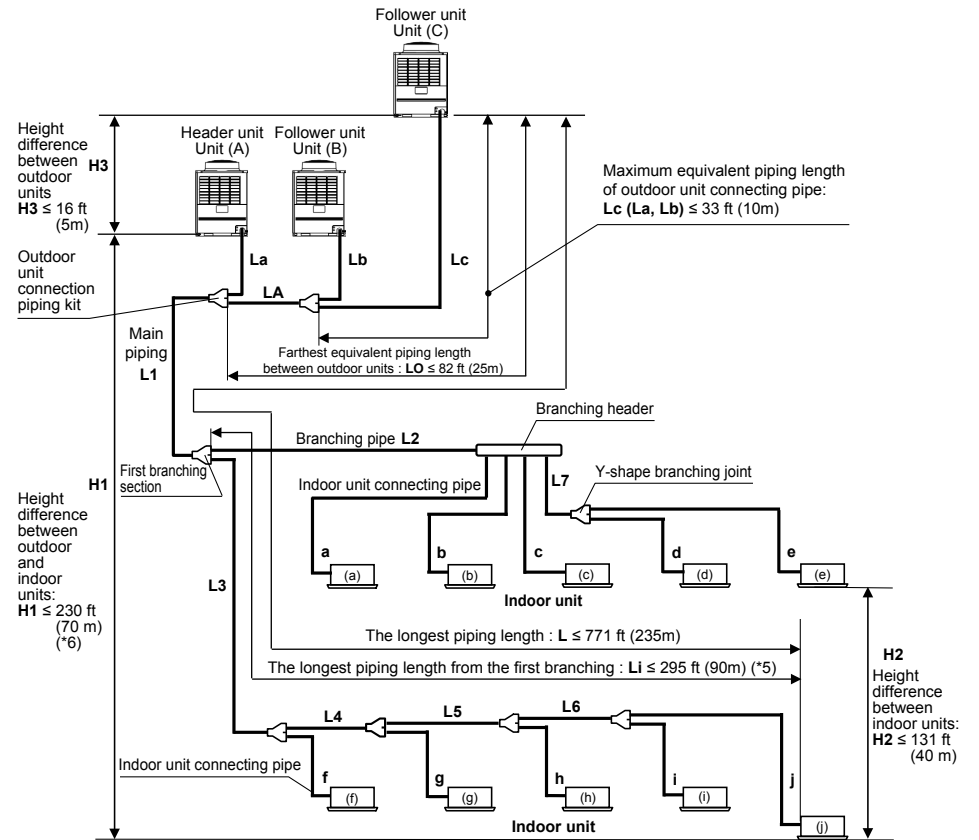 Follower unit
Unit (C)
Height
difference
between
outdoor
units
H3 ≤ 16 ft
(5m)
H3
Header unit
Unit (A)
Follower unit
Unit (B)
Maximum equivalent piping length
of outdoor unit connecting pipe:
Lc (La, Lb) ≤ 33 ft (10m)
La
Lb
Lc
LA
Outdoor
unit
connection
piping kit
Main
piping
L1
Farthest equivalent piping length
between outdoor units : LO ≤ 82 ft (25m)
Branching header
Branching pipe L2
First branching
section
Indoor unit connecting pipe
L7
Y-shape branching joint
H1
Height
difference
between
outdoor
and
indoor
units:
H1 ≤ 230 ft
(70 m)
(*6)
L3
a
b
c
d
e
(a)
(b)
(c)
(d)
(e)
Indoor unit
The longest piping length : L ≤ 771 ft (235m)
The longest piping length from the first branching : Li ≤ 295 ft (90m) (*5)
H2
Height
difference
between
indoor units:
H2 ≤ 131 ft
(40 m)
L4
L5
L6
Indoor unit connecting pipe
f
g
h
i
j
(f)
(g)
(h)
(i)
(j)
Indoor unit